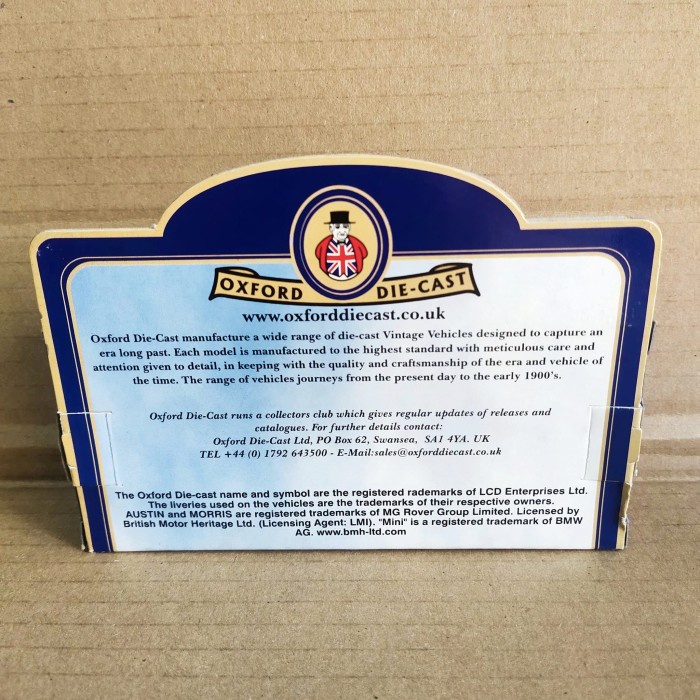 OXFORD DIE-CAST
www.oxforddiecast.co.uk
Oxford Die-Cast manufacture a wide range of die-cast Vintage Vehicles designed to capture an
era long past. Each model is manufactured to the highest standard with meticulous care and
attention given to detail, in keeping with the quality and craftsmanship of the era and vehicle of
the time. The range of vehicles journeys from the present day to the early 1900's.
Oxford Die-Cast runs a collectors club which gives regular updates of releases and
catalogues. For further details contact:
Oxford Die-Cast Ltd, PO Box 62, Swansea, SA1 4YA. UK
TEL +44 (0) 1792 643500 - E-Mail:sales@oxforddiecast.co.uk
The Oxford Die-cast name and symbol are the registered rademarks of LCD Enterprises Ltd.
The liveries used on the vehicles are the trademarks of their respective owners.
AUSTIN and MORRIS are registered trademarks of MG Rover Group Limited. Licensed by
British Motor Heritage Ltd. (Licensing Agent: LMI). "Mini" is a registered trademark of BMW
AG. www.bmh-ltd.com